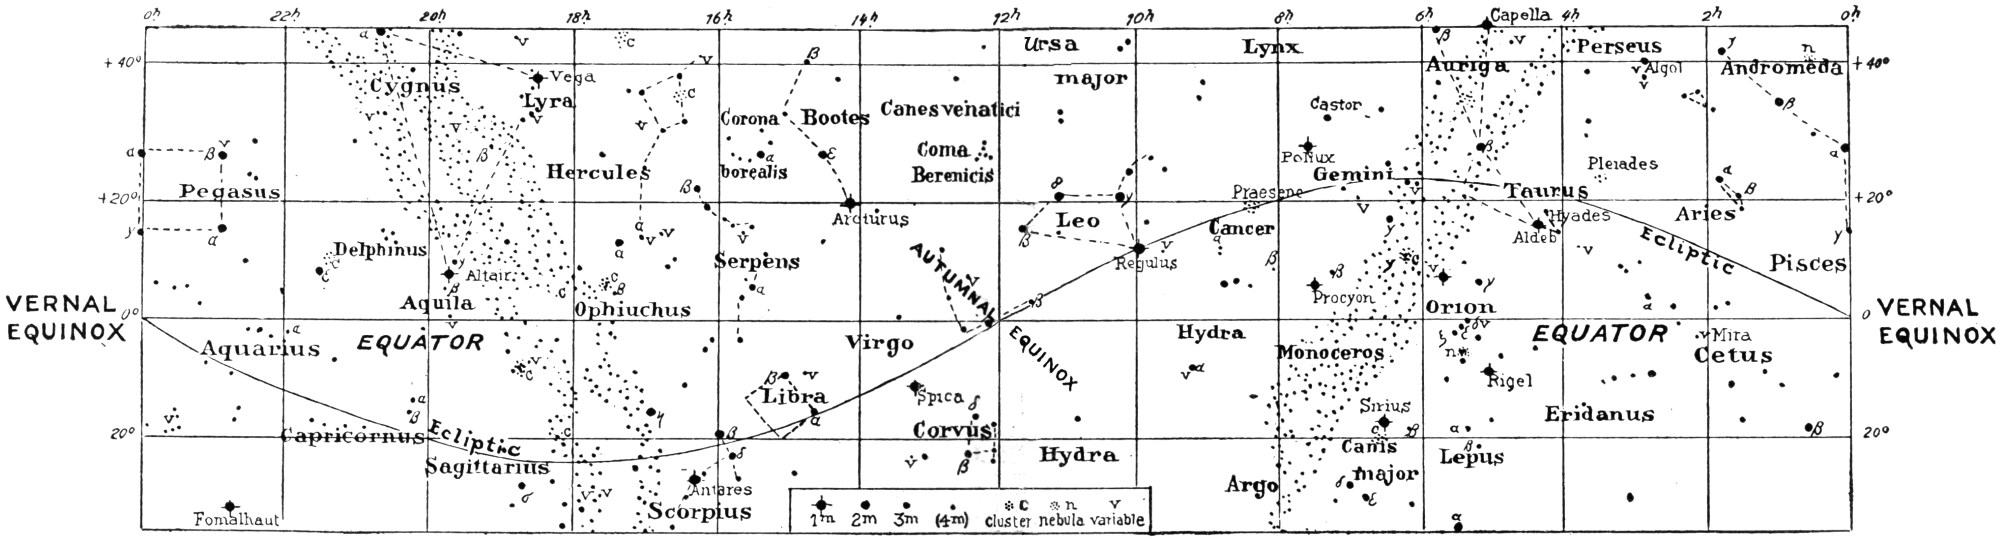 0h 22h 20h 18h 16h 14h 12h 10h 8h 6h 4h 2h 0h
Capella
α v c v β Ursa Lynx β v Perseus γ n
+40° Cygnus Vega major Auriga v Algol Andromeda +40°
Lyra c Castor v β
v v v v Corona Bootes Canes venatici
α β v β Hercules α borealis ε Coma Berenicis Pollux β Pleiades α
Pegasus β δ γ Praesepe Gemini v Taurus α β
+20° Arcturus Leo Aries +20°
γ α Delphinus α v v v β Cancer v γ Hyades
Aldeb v Ecliptic γ
c γ Altair Serpens AUTUMNAL Regulus v α β β γ c v Pisces
Aquila β c c β Ophiuchus α v β Procyon Orion γ α
VERNAL EQUINOX 0° EQUINOX 0 VERNAL EQUINOX
α EQUATOR v Virgo Hydra δ v EQUATOR v Mira
Aquarius Monoceros n Cetus
v c β v Libra Spica v α Rigel
α β η α δ Sirius Eridanus
v Capricornus Ecliptic c β Corvus c β α
20° Sagittarius δ v β Hydra Canis major β Lepus 20°
δ v v Antares Argo δ ε
Fomalhaut Scorpius α
1m 2m 3m (4m) c n v
cluster nebula variable